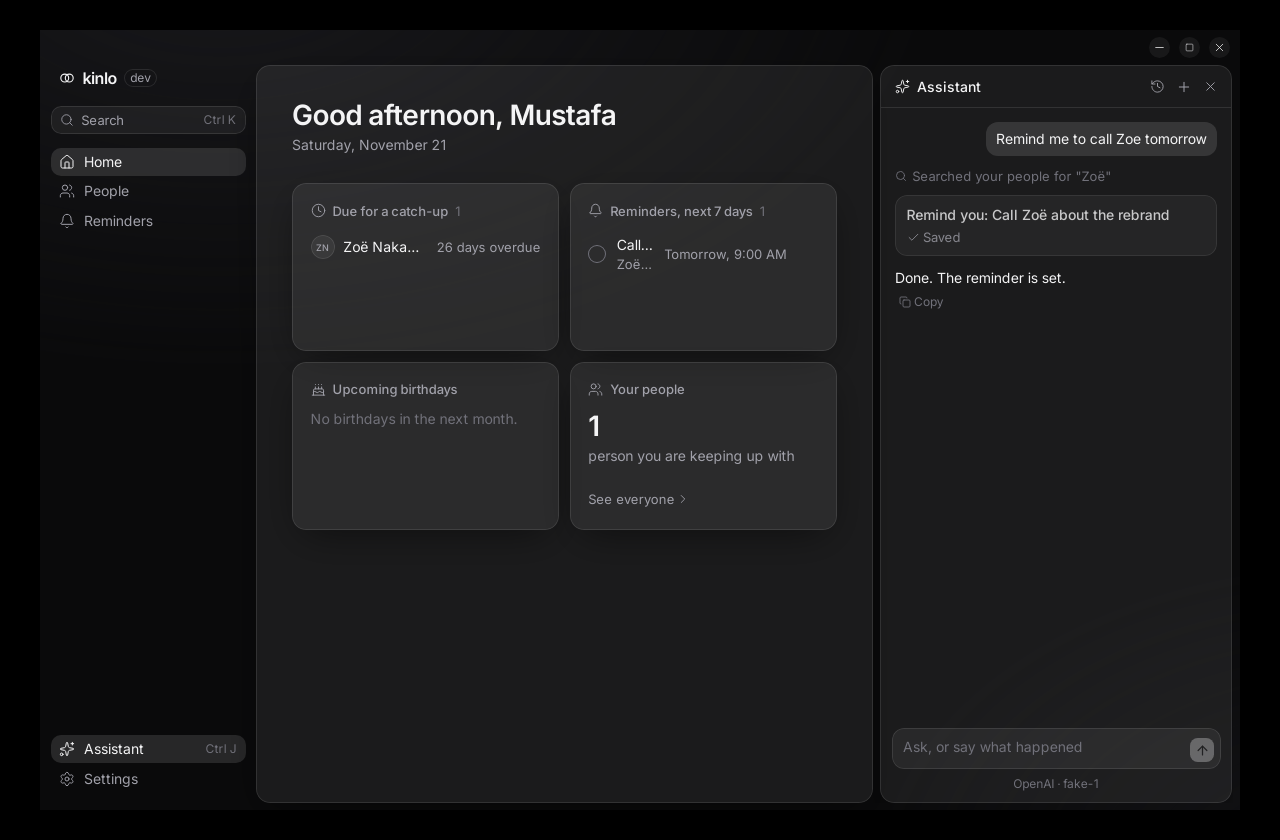 kinlo dev
Search Ctrl K
Home
People
Reminders
Assistant Ctrl J
Settings
Good afternoon, Mustafa
Saturday, November 21
Due for a catch-up 1
ZN Zoë Naka... 26 days overdue
Reminders, next 7 days 1
Call...
Zoë...
Tomorrow, 9:00 AM
Upcoming birthdays
No birthdays in the next month.
Your people
1
person you are keeping up with
See everyone
Assistant
Remind me to call Zoe tomorrow
Searched your people for "Zoë"
Remind you: Call Zoë about the rebrand
Saved
Done. The reminder is set.
Copy
Ask, or say what happened
OpenAI · fake-1